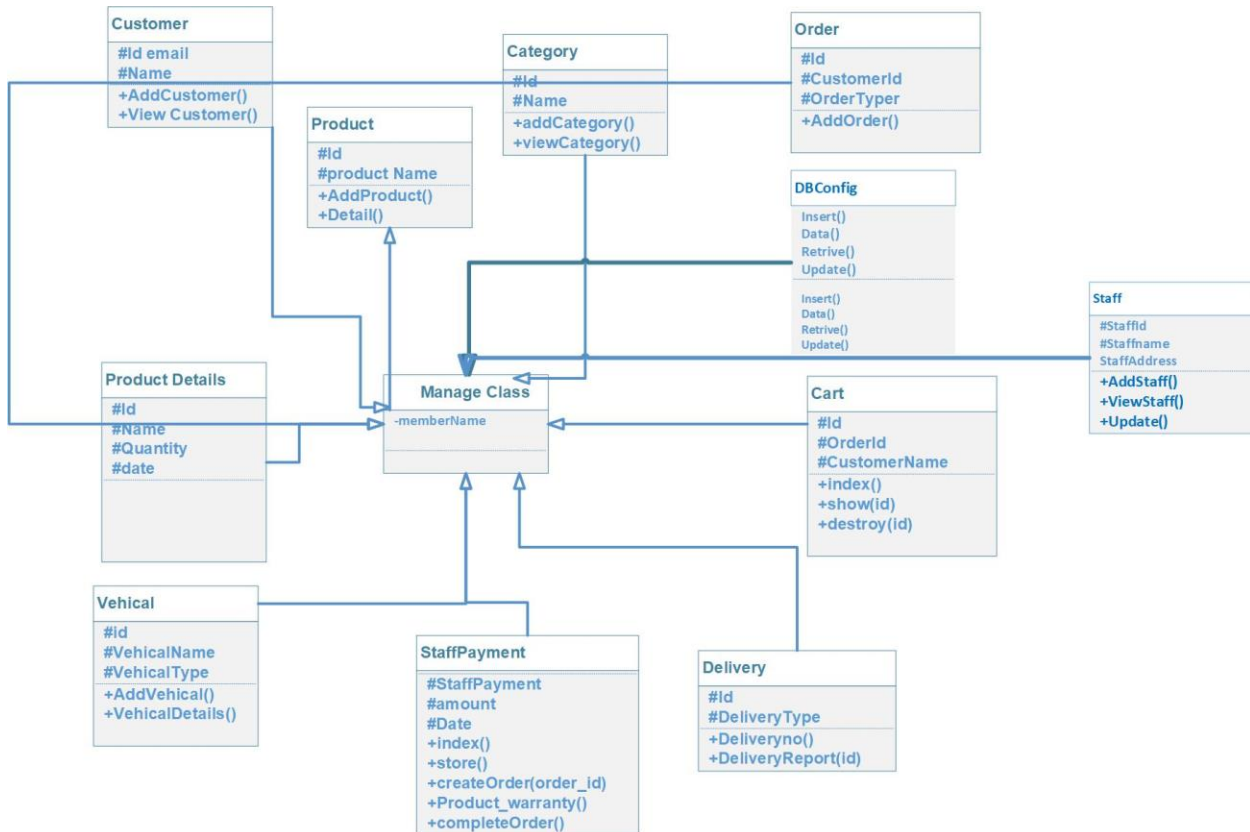 Customer
#Id email
#Name
+AddCustomer()
+View Customer()
Product
#Id
#product Name
+AddProduct()
+Detail()
Category
#Id
#Name
+addCategory()
+viewCategory()
Order
#Id
#CustomerId
#OrderTyper
+AddOrder()
DBConfig
Insert()
Data()
Retrive()
Update()
Insert()
Data()
Retrive()
Update()
Staff
#StaffId
#Staffname
StaffAddress
+AddStaff()
+ViewStaff()
+Update()
Product Details
#Id
#Name
#Quantity
#date
Manage Class
-memberName
Cart
#Id
#OrderId
#CustomerName
+index()
+show(id)
+destroy(id)
Vehical
#id
#VehicalName
#VehicalType
+AddVehical()
+VehicalDetails()
StaffPayment
#StaffPayment
#amount
#Date
+index()
+store()
+createOrder(order_id)
+Product_warranty()
+completeOrder()
Delivery
#Id
#DeliveryType
+Deliveryno()
+DeliveryReport(id)